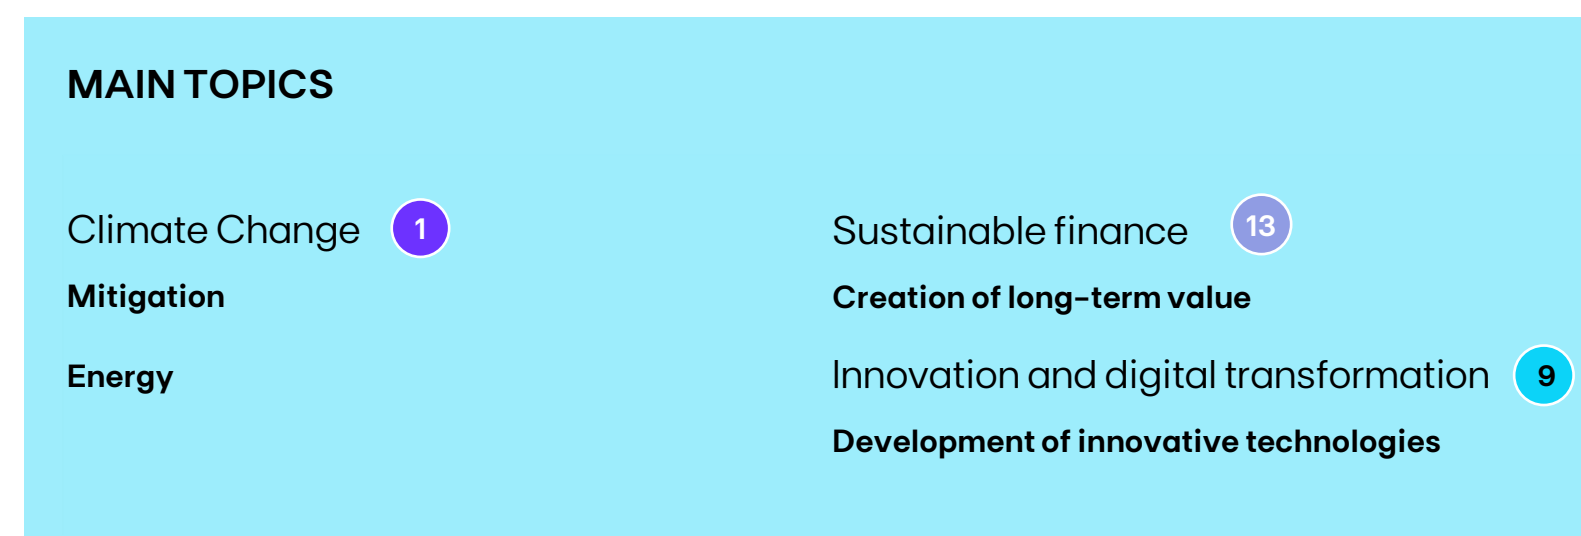 MAIN TOPICS
Climate Change 1
Mitigation
Energy
Sustainable finance 13
Creation of long-term value
Innovation and digital transformation 9
Development of innovative technologies